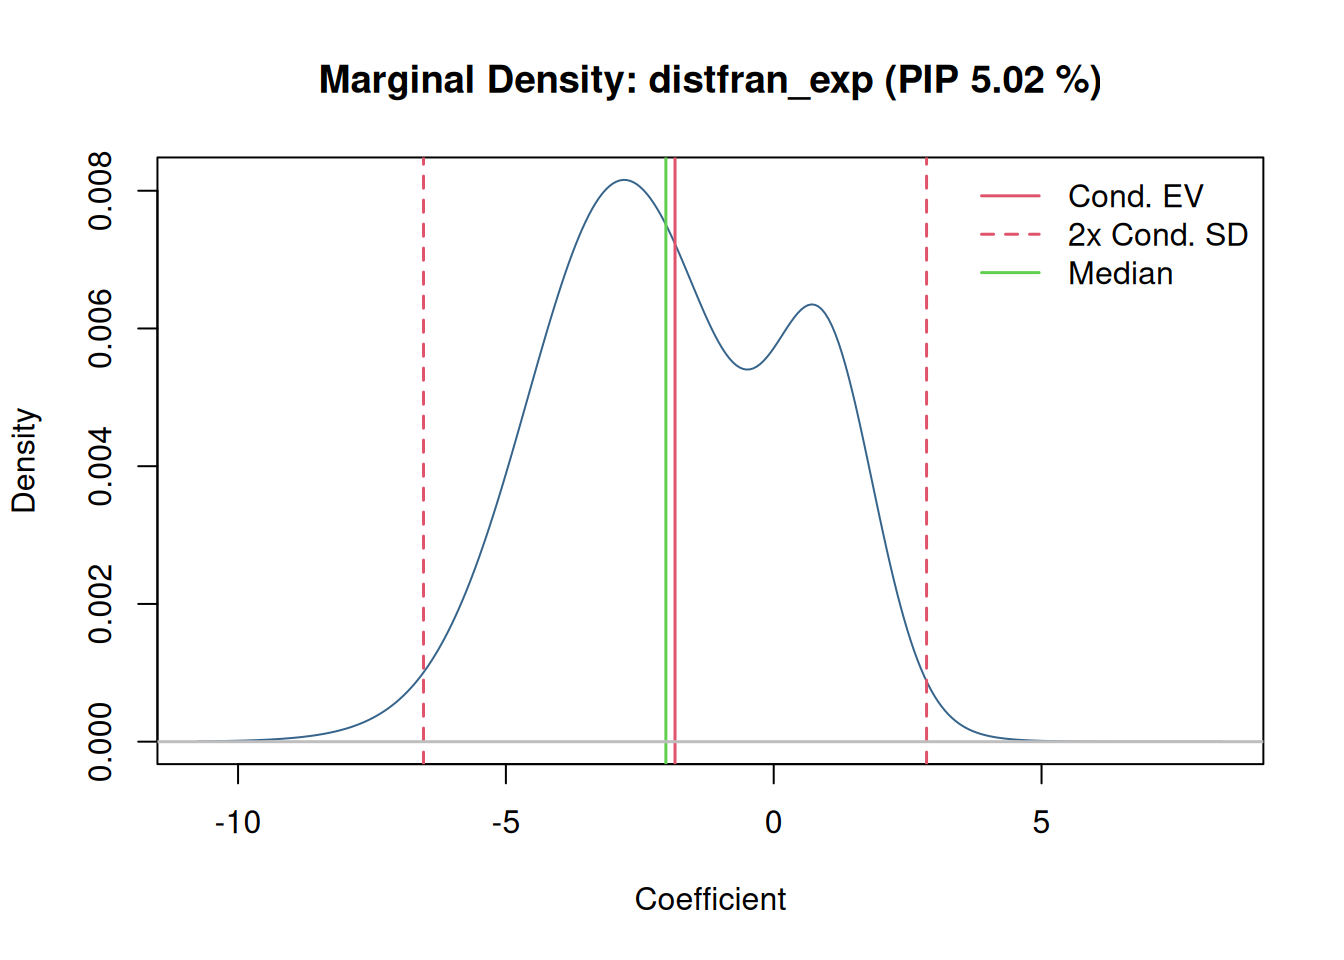 Marginal Density: distfran_exp (PIP 5.02 %)
Cond. EV
2x Cond. SD
Median
Density
0.008
0.006
0.004
0.002
0.000
-10
-5
0
5
Coefficient